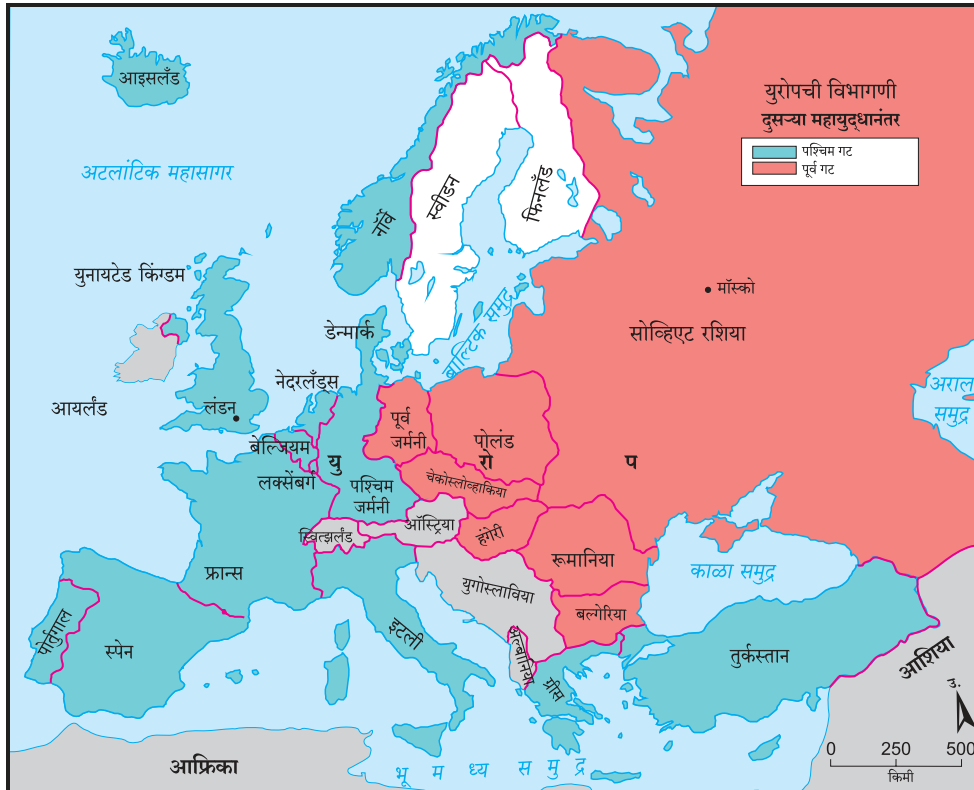 युरोपची विभागणी
दुसऱ्या महायुद्धानंतर
पश्चिम गट
पूर्व गट
आइसलँड
अटलांटिक महासागर
नॉर्वे
स्वीडन
फिनलँड
युनायटेड किंग्डम
मॉस्को
सोव्हिएट रशिया
डेन्मार्क
बाल्टिक समुद्र
नेदरलँड्स
अराल
समुद्र
आयर्लंड
लंडन
पूर्व
जर्मनी
पोलंड
बेल्जियम
यु
रो
प
लक्सेंबर्ग
पश्चिम
जर्मनी
चेकोस्लोव्हाकिया
स्वित्झर्लंड
ऑस्ट्रिया
हंगेरी
रूमानिया
काळा समुद्र
फ्रान्स
युगोस्लाविया
बल्गेरिया
पोर्तुगाल
स्पेन
इटली
अल्बानिया
ग्रीस
तुर्कस्तान
आशिया
उ.
आफ्रिका
भू म ध्य स मु द्र
0 250 500
किमी